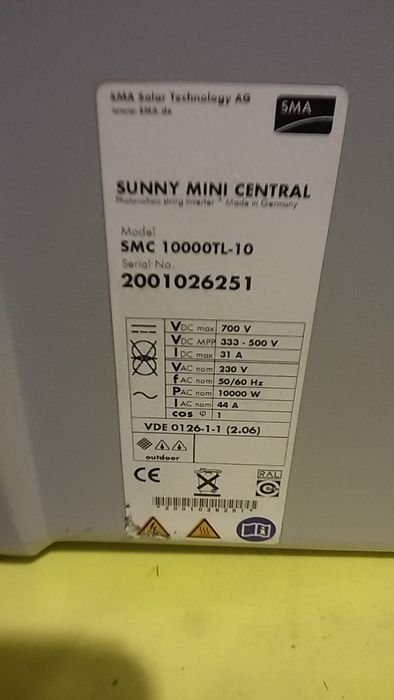 SMA Solar Technology AG
www.SMA.de
SMA
SUNNY MINI CENTRAL
Photovoltaic string inverter * Made in Germany
Model
SMC 10000TL-10
Serial No.
2001026251
VDC max 700 V
VDC MPP 333 - 500 V
IDC max 31 A
VAC nom 230 V
fAC nom 50/60 Hz
PAC nom 10000 W
IAC nom 44 A
cos φ 1
VDE 0126-1-1 (2.06)
outdoor
CE
RAL
*2001026251*